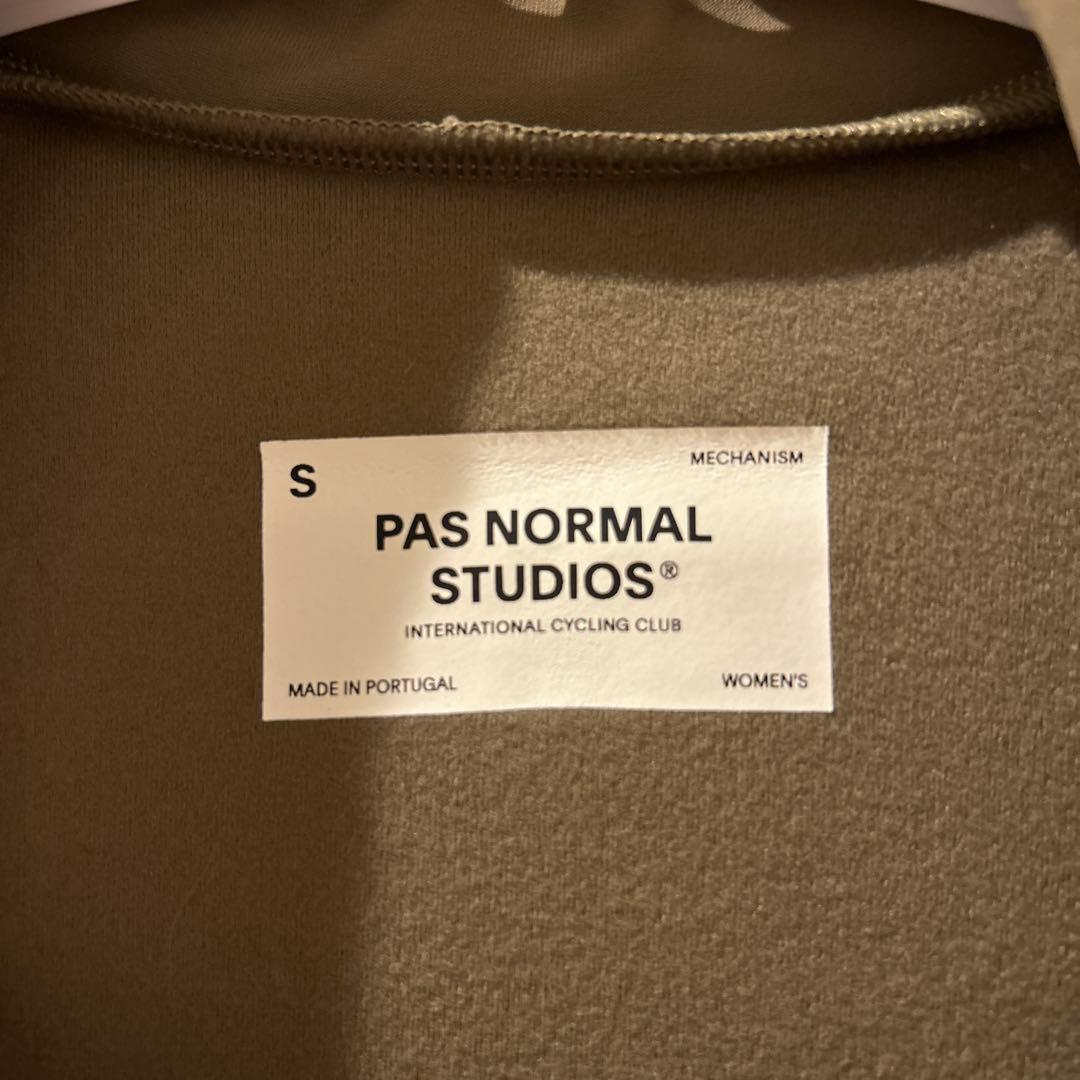 S
MECHANISM
PAS NORMAL
STUDIOS®
INTERNATIONAL CYCLING CLUB
MADE IN PORTUGAL
WOMEN'S